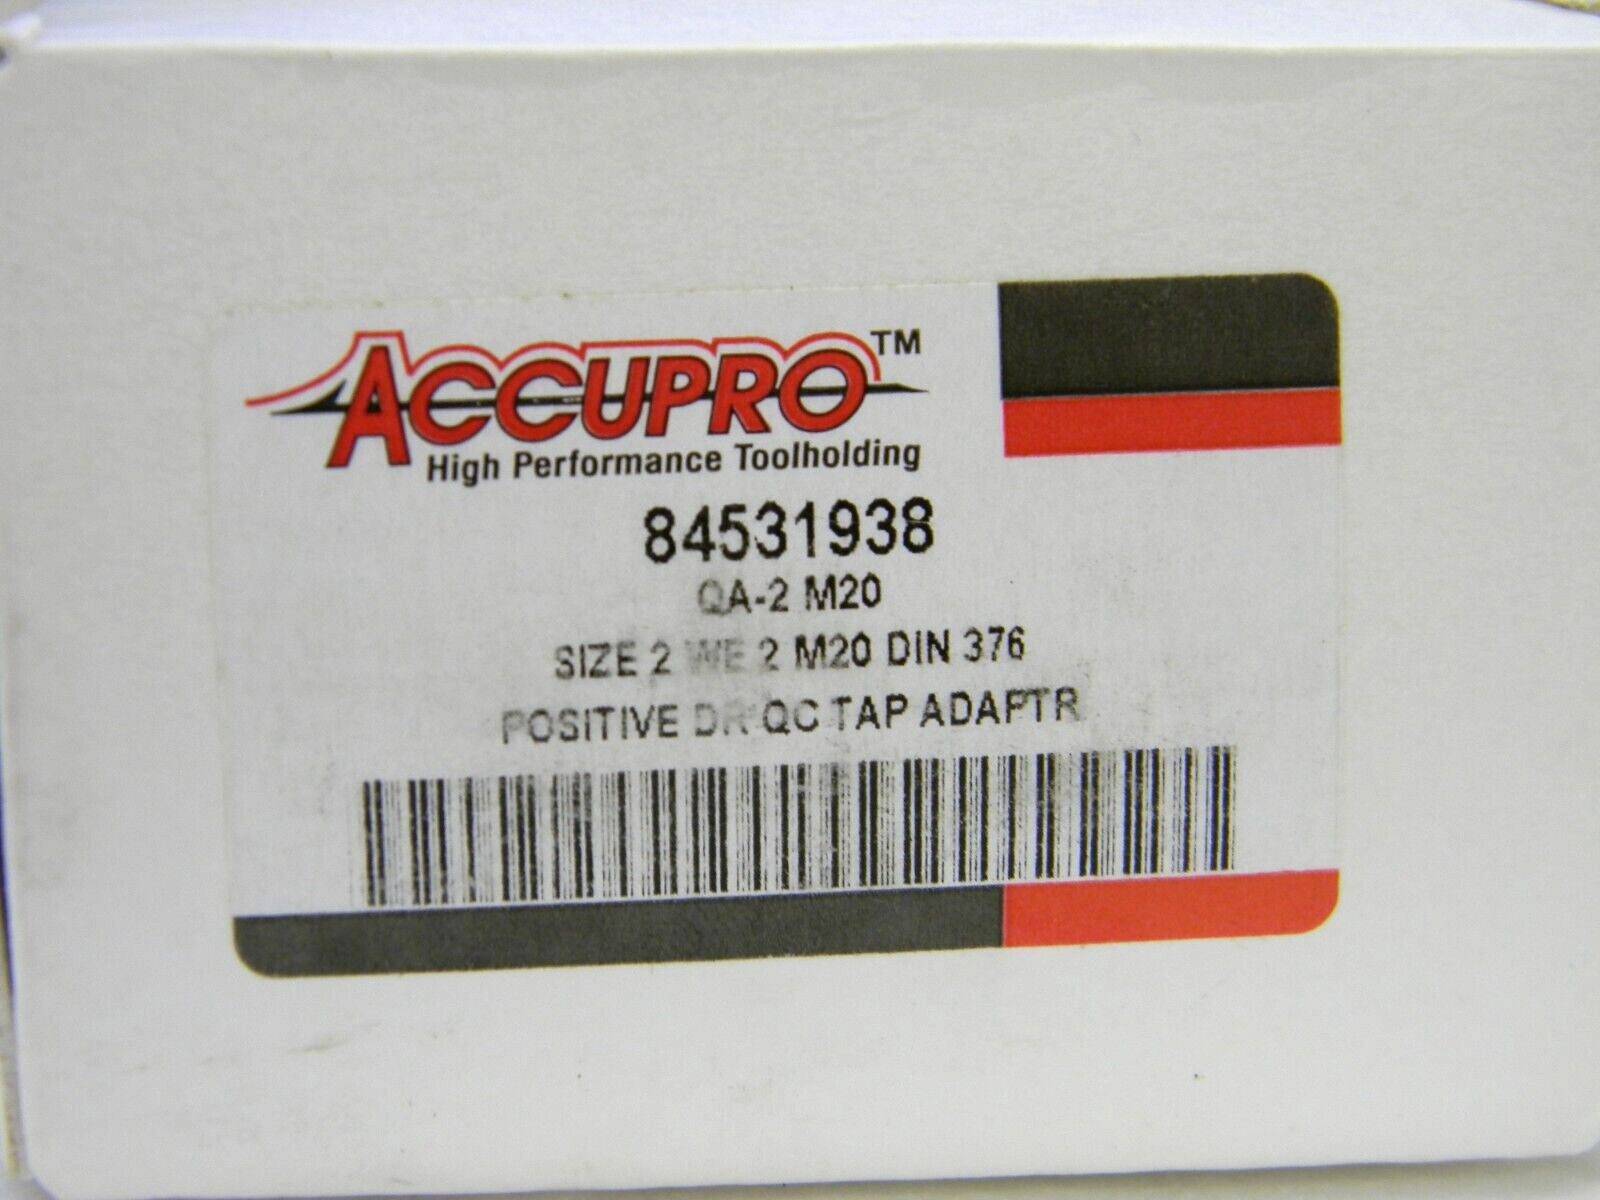 ACCUPRO™
High Performance Toolholding
84531938
QA-2 M20
SIZE 2 WE 2 M20 DIN 376
POSITIVE DR QC TAP ADAPTR